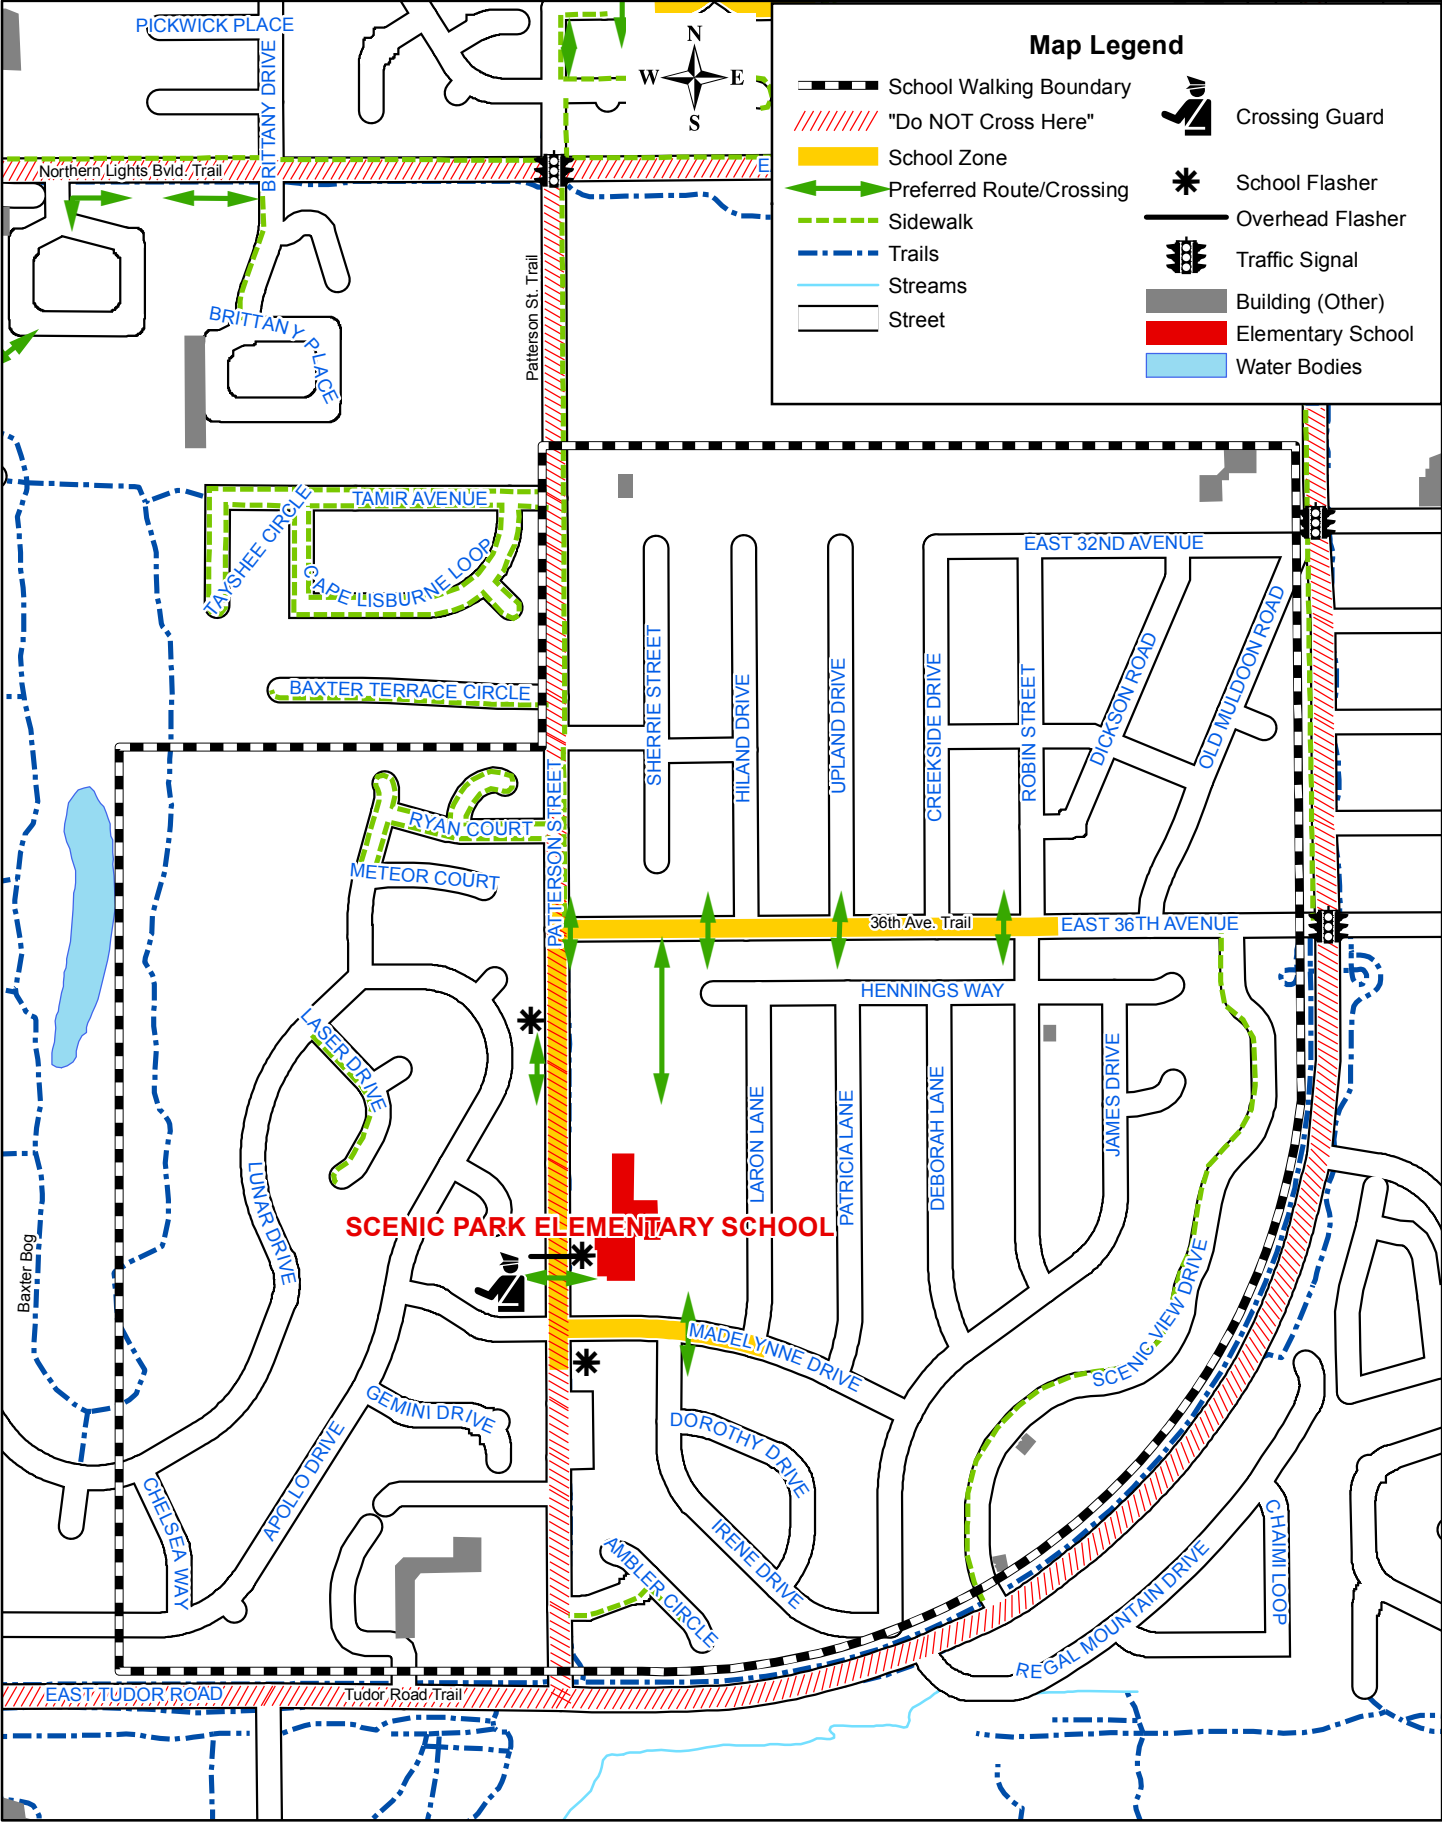 PICKWICK PLACE
BRITTANY DRIVE
N
W E
S
Map Legend
School Walking Boundary
"Do NOT Cross Here"
School Zone
Preferred Route/Crossing
Sidewalk
Trails
Streams
Street
Crossing Guard
School Flasher
Overhead Flasher
Traffic Signal
Building (Other)
Elementary School
Water Bodies
Northern Lights Bvld. Trail
E
Patterson St. Trail
BRITTANY PLACE
TAMIR AVENUE
TAYSHEE CIRCLE
CAPE LISBURNE LOOP
EAST 32ND AVENUE
BAXTER TERRACE CIRCLE
SHERRIE STREET
HILAND DRIVE
UPLAND DRIVE
CREEKSIDE DRIVE
ROBIN STREET
DICKSON ROAD
OLD MULDOON ROAD
PATTERSON STREET
RYAN COURT
METEOR COURT
36th Ave. Trail
EAST 36TH AVENUE
HENNINGS WAY
LASER DRIVE
LARON LANE
PATRICIA LANE
DEBORAH LANE
JAMES DRIVE
LUNAR DRIVE
SCENIC PARK ELEMENTARY SCHOOL
Baxter Bog
SCENIC VIEW DRIVE
MADELYNNE DRIVE
GEMINI DRIVE
DOROTHY DRIVE
APOLLO DRIVE
CHELSEA WAY
IRENE DRIVE
AMBLER CIRCLE
CHAIMI LOOP
REGAL MOUNTAIN DRIVE
EAST TUDOR ROAD
Tudor Road Trail